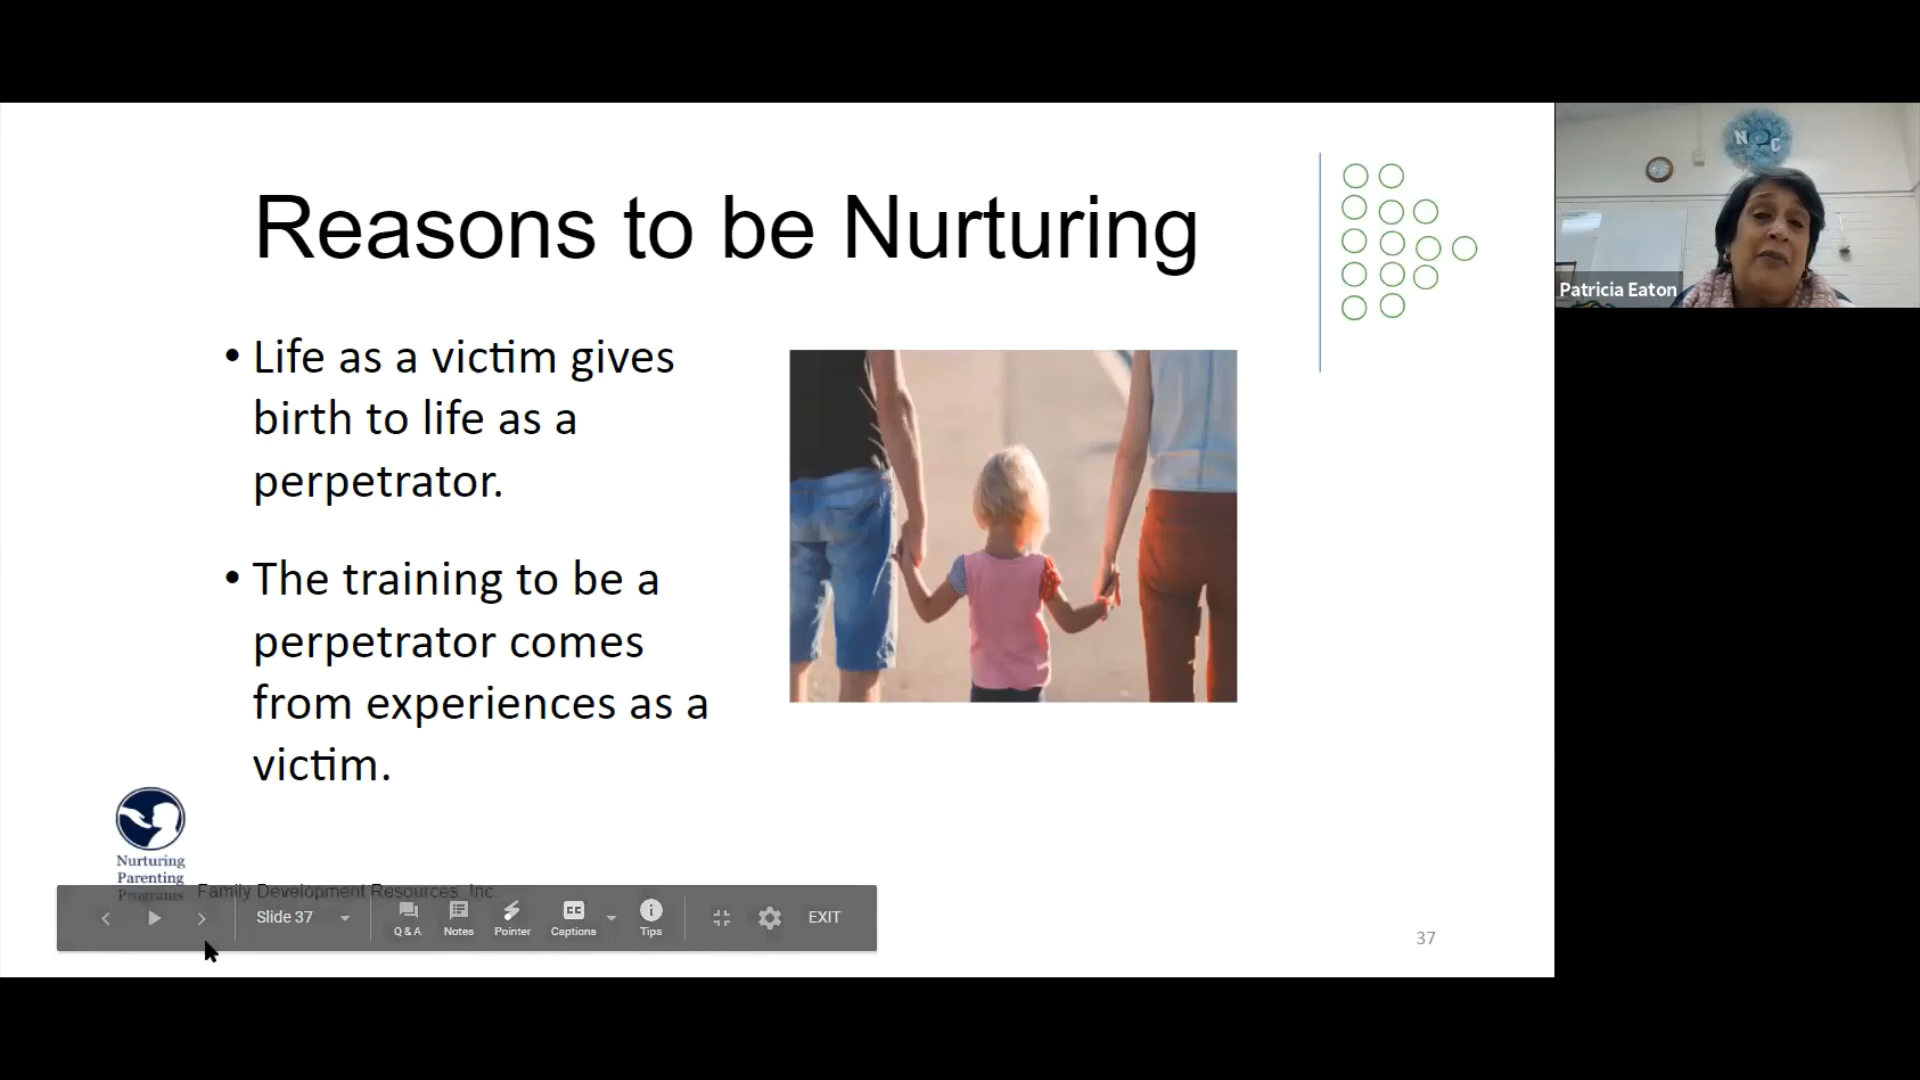 Reasons to be Nurturing
• Life as a victim gives
birth to life as a
perpetrator.
• The training to be a
perpetrator comes
from experiences as a
victim.
Nurturing
Parenting
Programs
Family Development Resources, Inc.
Slide 37
Q & A
Notes
Pointer
CC
Captions
Tips
EXIT
37
N C
Patricia Eaton